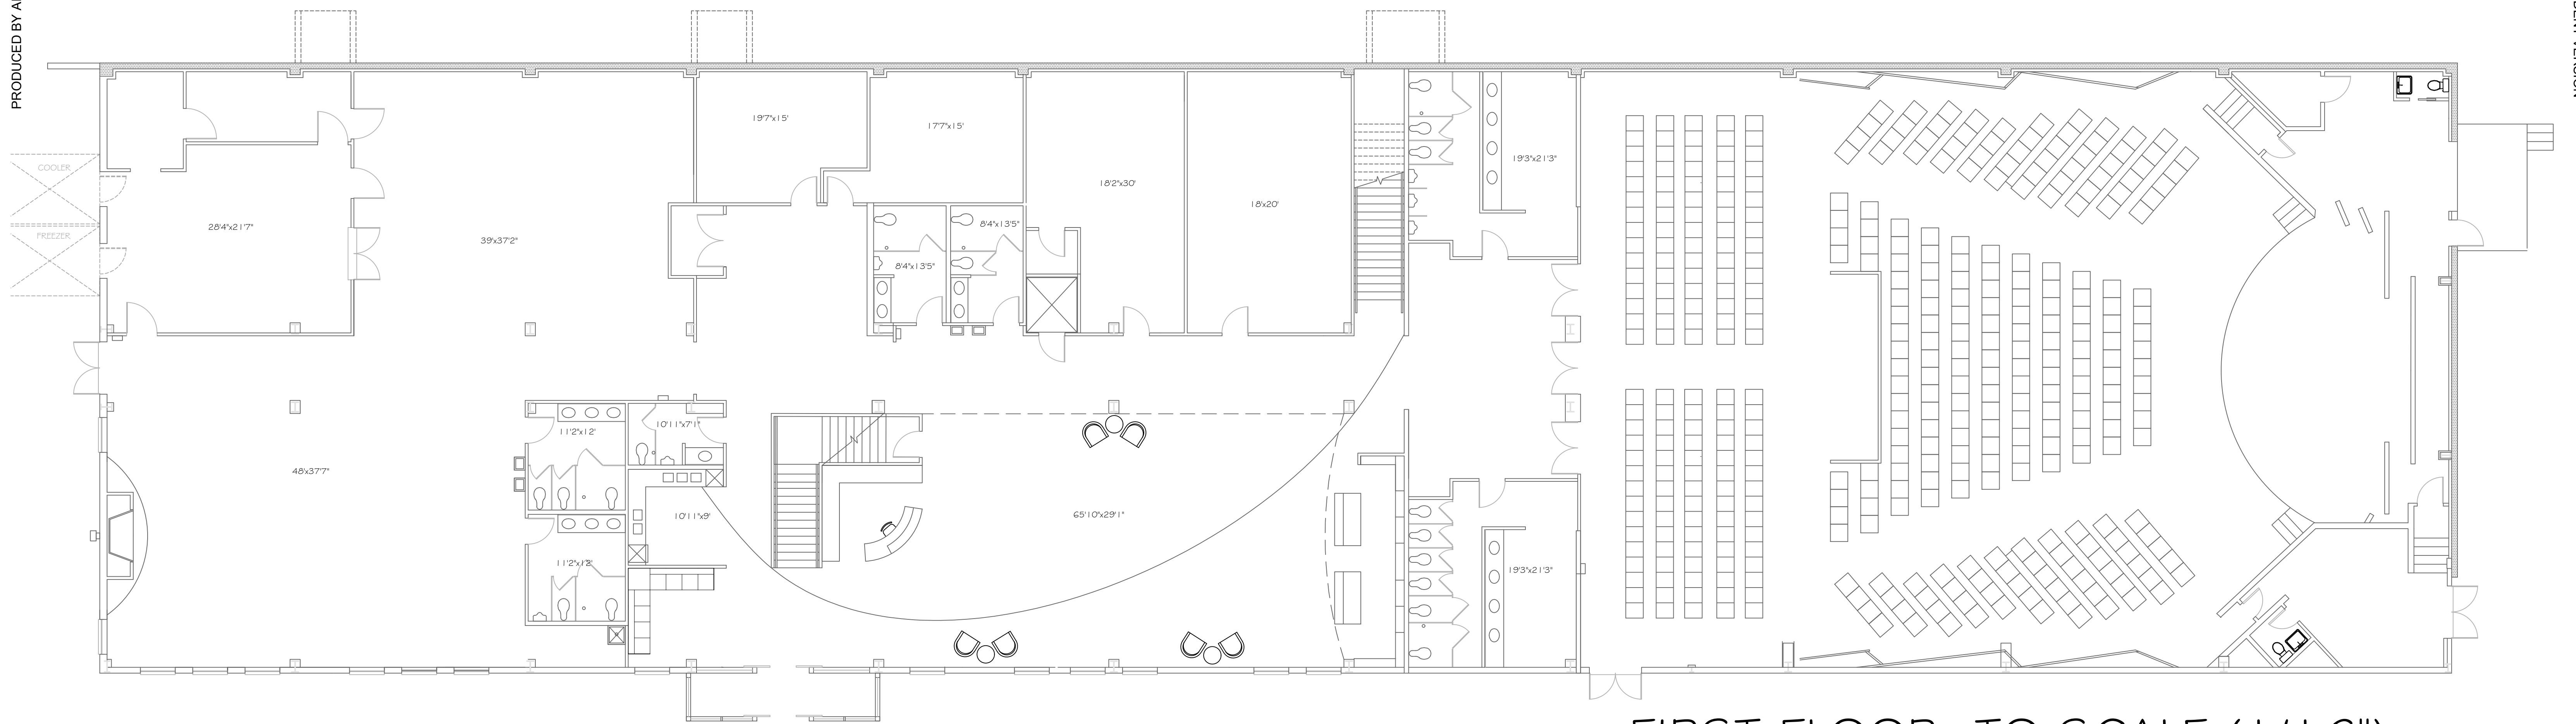 PRODUCED BY A
COOLER
FREEZER
28'4"x21'7"
39'x37'2"
19'7"x15'
17'7"x15'
18'2"x30'
18'x20'
8'4"x13'5"
8'4"x13'5"
19'3"x21'3"
48'x37'7"
11'2"x12'
10'11"x7'1"
10'11"x9'
11'2"x12'
65'10"x29'1"
19'3"x21'3"